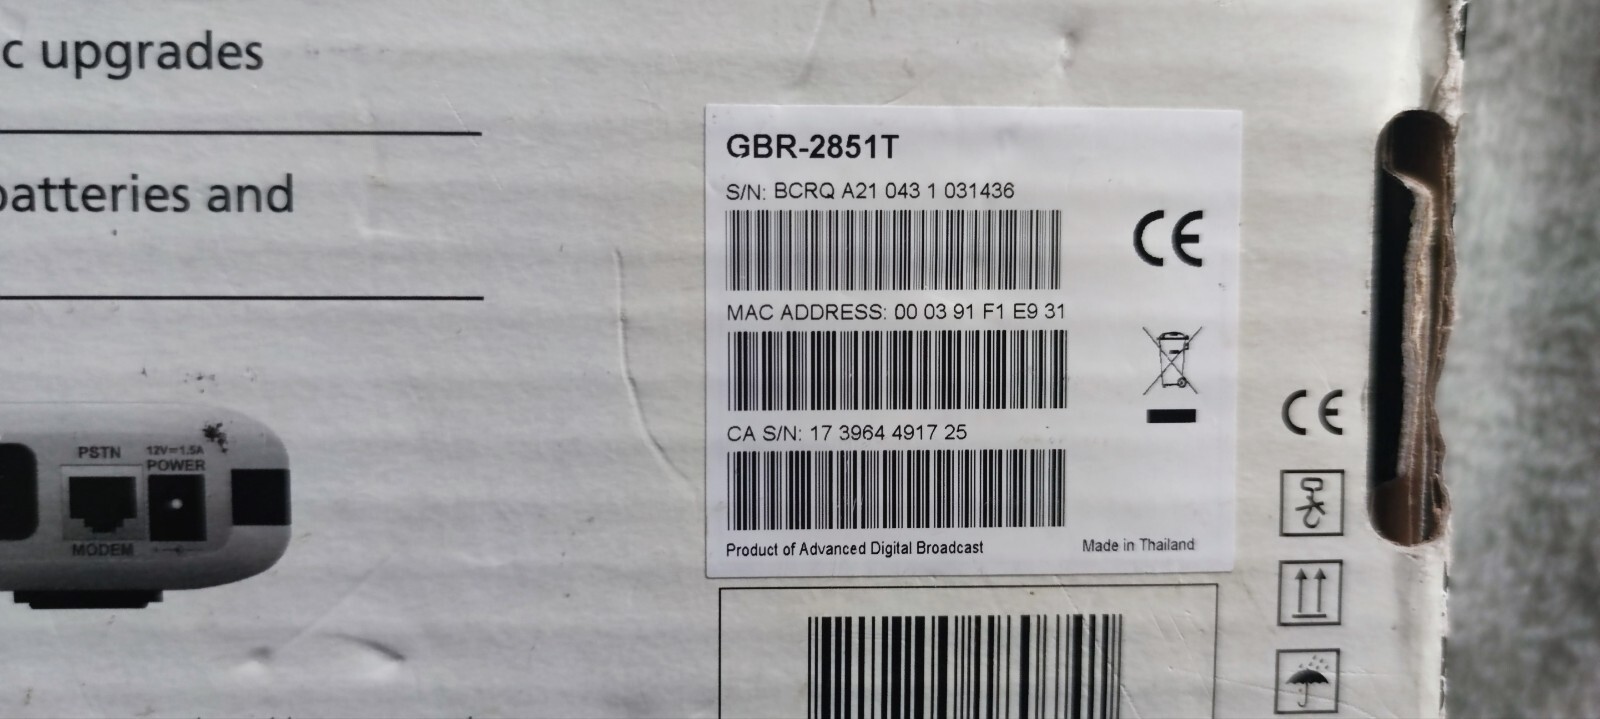 c upgrades
batteries and
PSTN
12V⎓1.5A
POWER
MODEM
GBR-2851T
S/N: BCRQ A21 043 1 031436
CE
MAC ADDRESS: 00 03 91 F1 E9 31
CA S/N: 17 3964 4917 25
Product of Advanced Digital Broadcast
Made in Thailand
CE